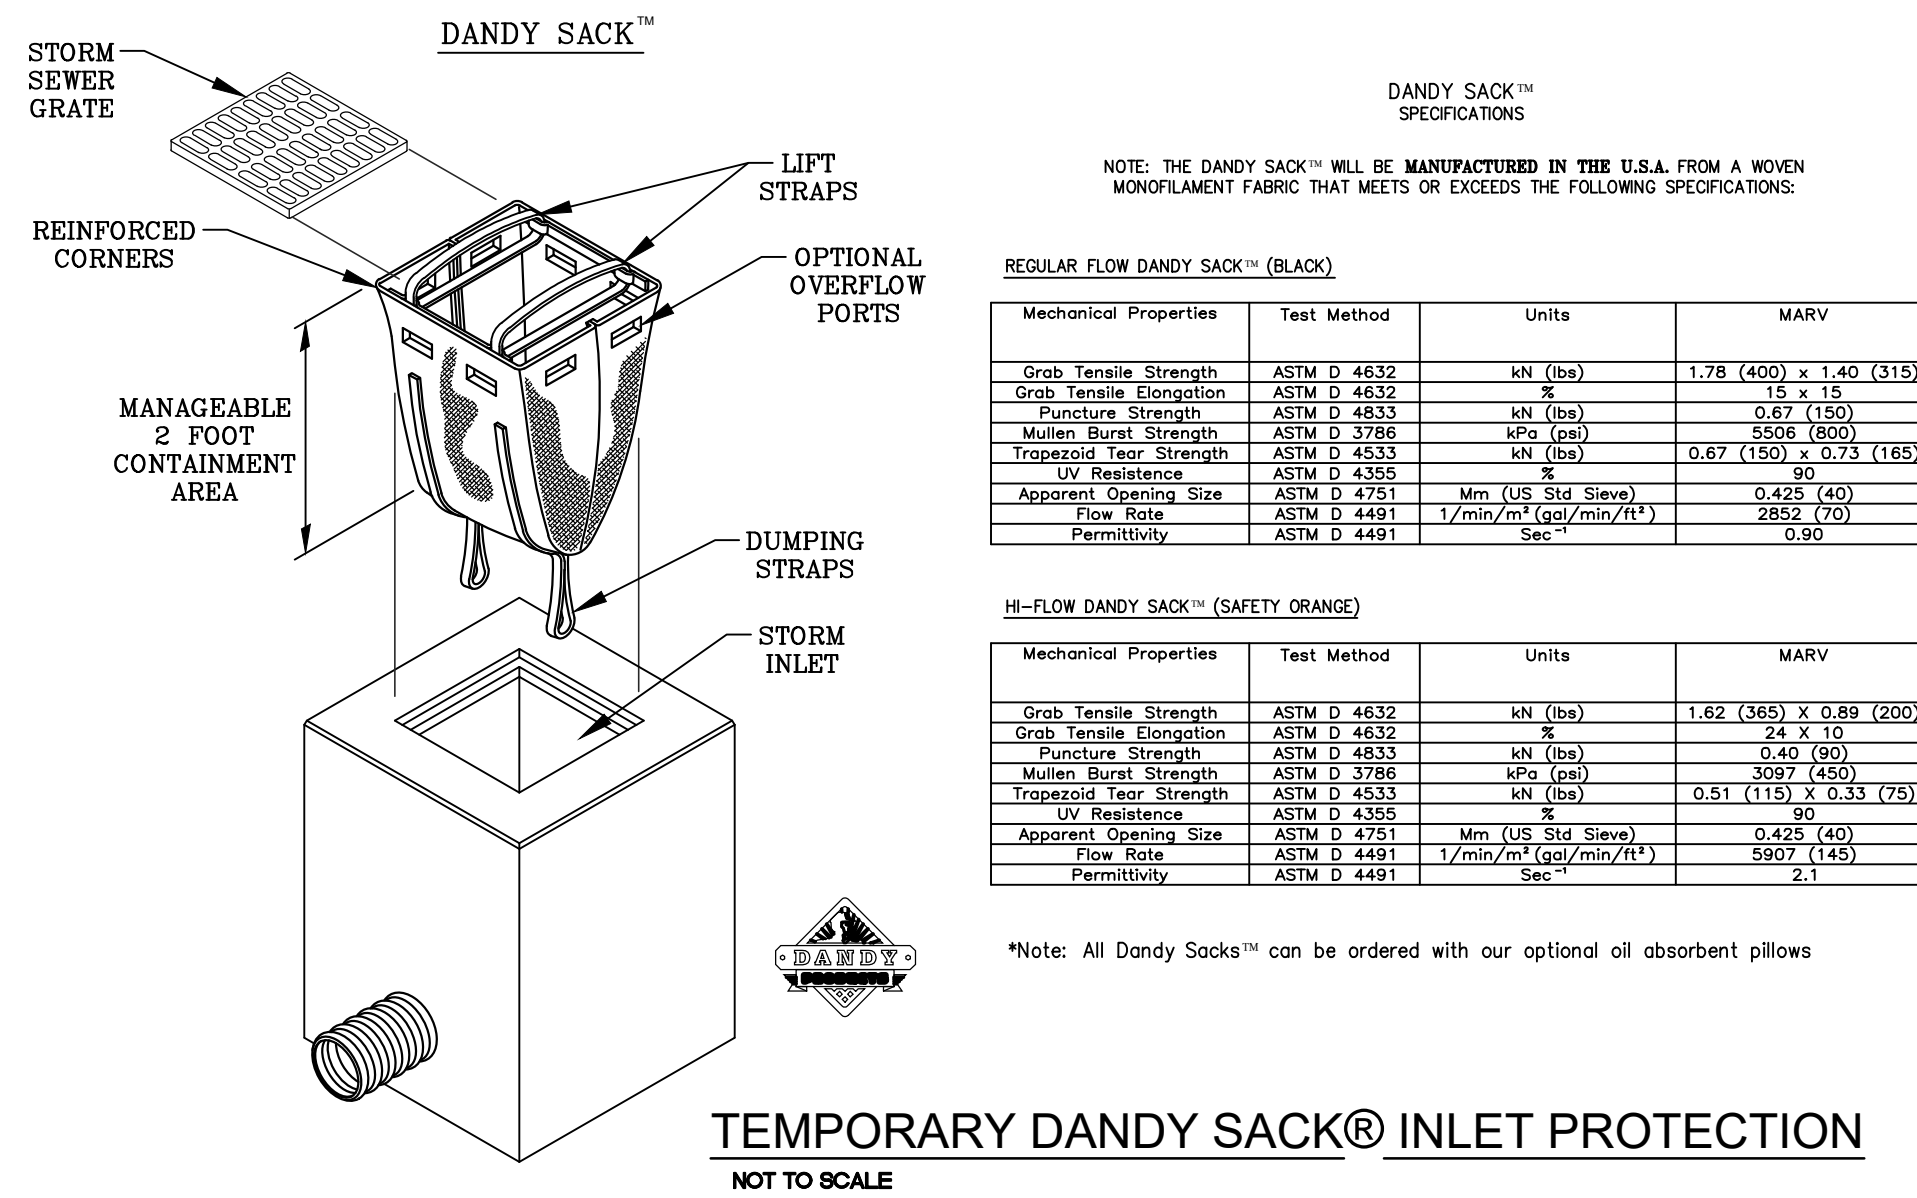 DANDY SACK™
STORM
SEWER
GRATE
LIFT
STRAPS
REINFORCED
CORNERS
OPTIONAL
OVERFLOW
PORTS
MANAGEABLE
2 FOOT
CONTAINMENT
AREA
DUMPING
STRAPS
STORM
INLET
DANDY
PRODUCTS
DANDY SACK™
SPECIFICATIONS
NOTE: THE DANDY SACK™ WILL BE MANUFACTURED IN THE U.S.A. FROM A WOVEN
MONOFILAMENT FABRIC THAT MEETS OR EXCEEDS THE FOLLOWING SPECIFICATIONS:
REGULAR FLOW DANDY SACK™ (BLACK)
Mechanical Properties Test Method Units MARV
Grab Tensile Strength ASTM D 4632 kN (lbs) 1.78 (400) x 1.40 (315)
Grab Tensile Elongation ASTM D 4632 % 15 x 15
Puncture Strength ASTM D 4833 kN (lbs) 0.67 (150)
Mullen Burst Strength ASTM D 3786 kPa (psi) 5506 (800)
Trapezoid Tear Strength ASTM D 4533 kN (lbs) 0.67 (150) x 0.73 (165)
UV Resistence ASTM D 4355 % 90
Apparent Opening Size ASTM D 4751 Mm (US Std Sieve) 0.425 (40)
Flow Rate ASTM D 4491 1/min/m² (gal/min/ft²) 2852 (70)
Permittivity ASTM D 4491 Sec⁻¹ 0.90
HI-FLOW DANDY SACK™ (SAFETY ORANGE)
Mechanical Properties Test Method Units MARV
Grab Tensile Strength ASTM D 4632 kN (lbs) 1.62 (365) X 0.89 (200)
Grab Tensile Elongation ASTM D 4632 % 24 X 10
Puncture Strength ASTM D 4833 kN (lbs) 0.40 (90)
Mullen Burst Strength ASTM D 3786 kPa (psi) 3097 (450)
Trapezoid Tear Strength ASTM D 4533 kN (lbs) 0.51 (115) X 0.33 (75)
UV Resistence ASTM D 4355 % 90
Apparent Opening Size ASTM D 4751 Mm (US Std Sieve) 0.425 (40)
Flow Rate ASTM D 4491 1/min/m² (gal/min/ft²) 5907 (145)
Permittivity ASTM D 4491 Sec⁻¹ 2.1
*Note: All Dandy Sacks™ can be ordered with our optional oil absorbent pillows
TEMPORARY DANDY SACK® INLET PROTECTION
NOT TO SCALE